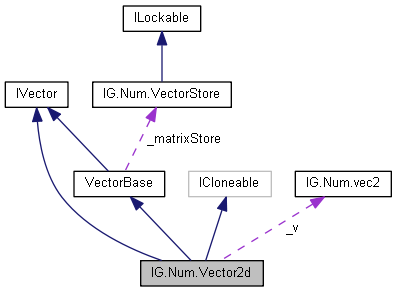 ILockable
IVector
IG.Num.VectorStore
_matrixStore
VectorBase
ICloneable
IG.Num.vec2
_v
IG.Num.Vector2d